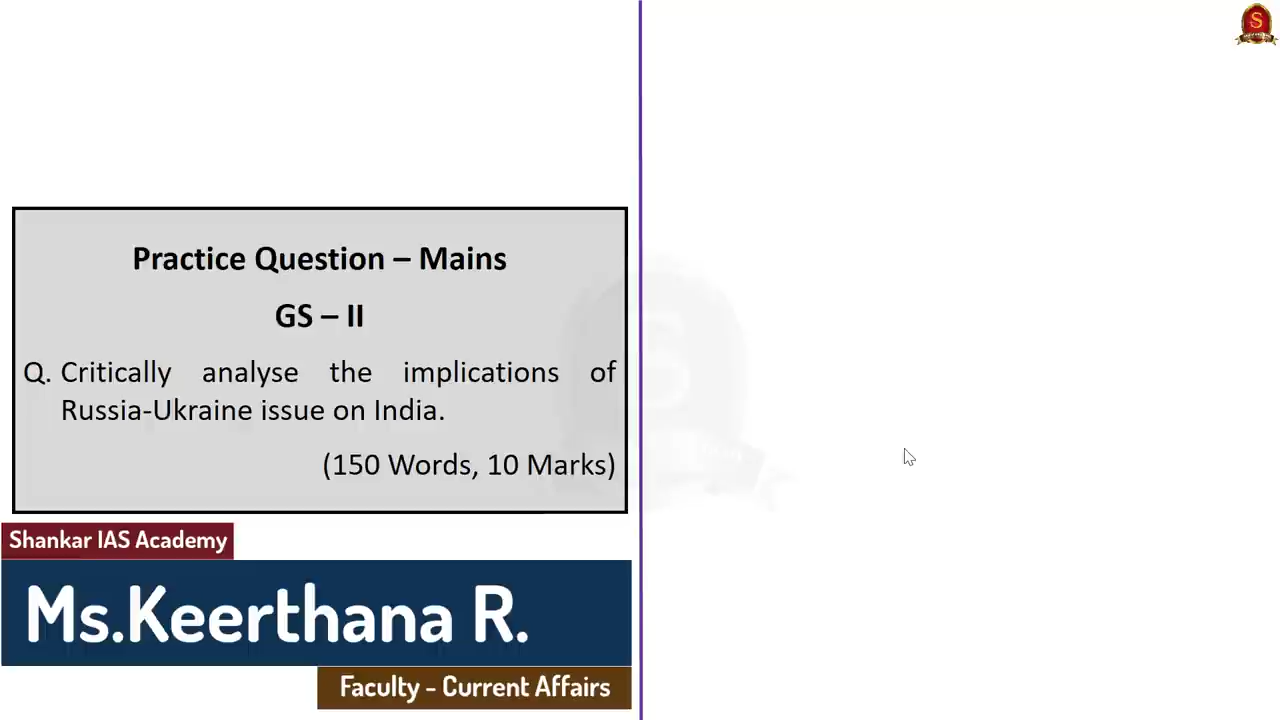 S
Practice Question – Mains
GS – II
Q. Critically analyse the implications of
Russia-Ukraine issue on India.
(150 Words, 10 Marks)
Shankar IAS Academy
Ms.Keerthana R.
Faculty - Current Affairs